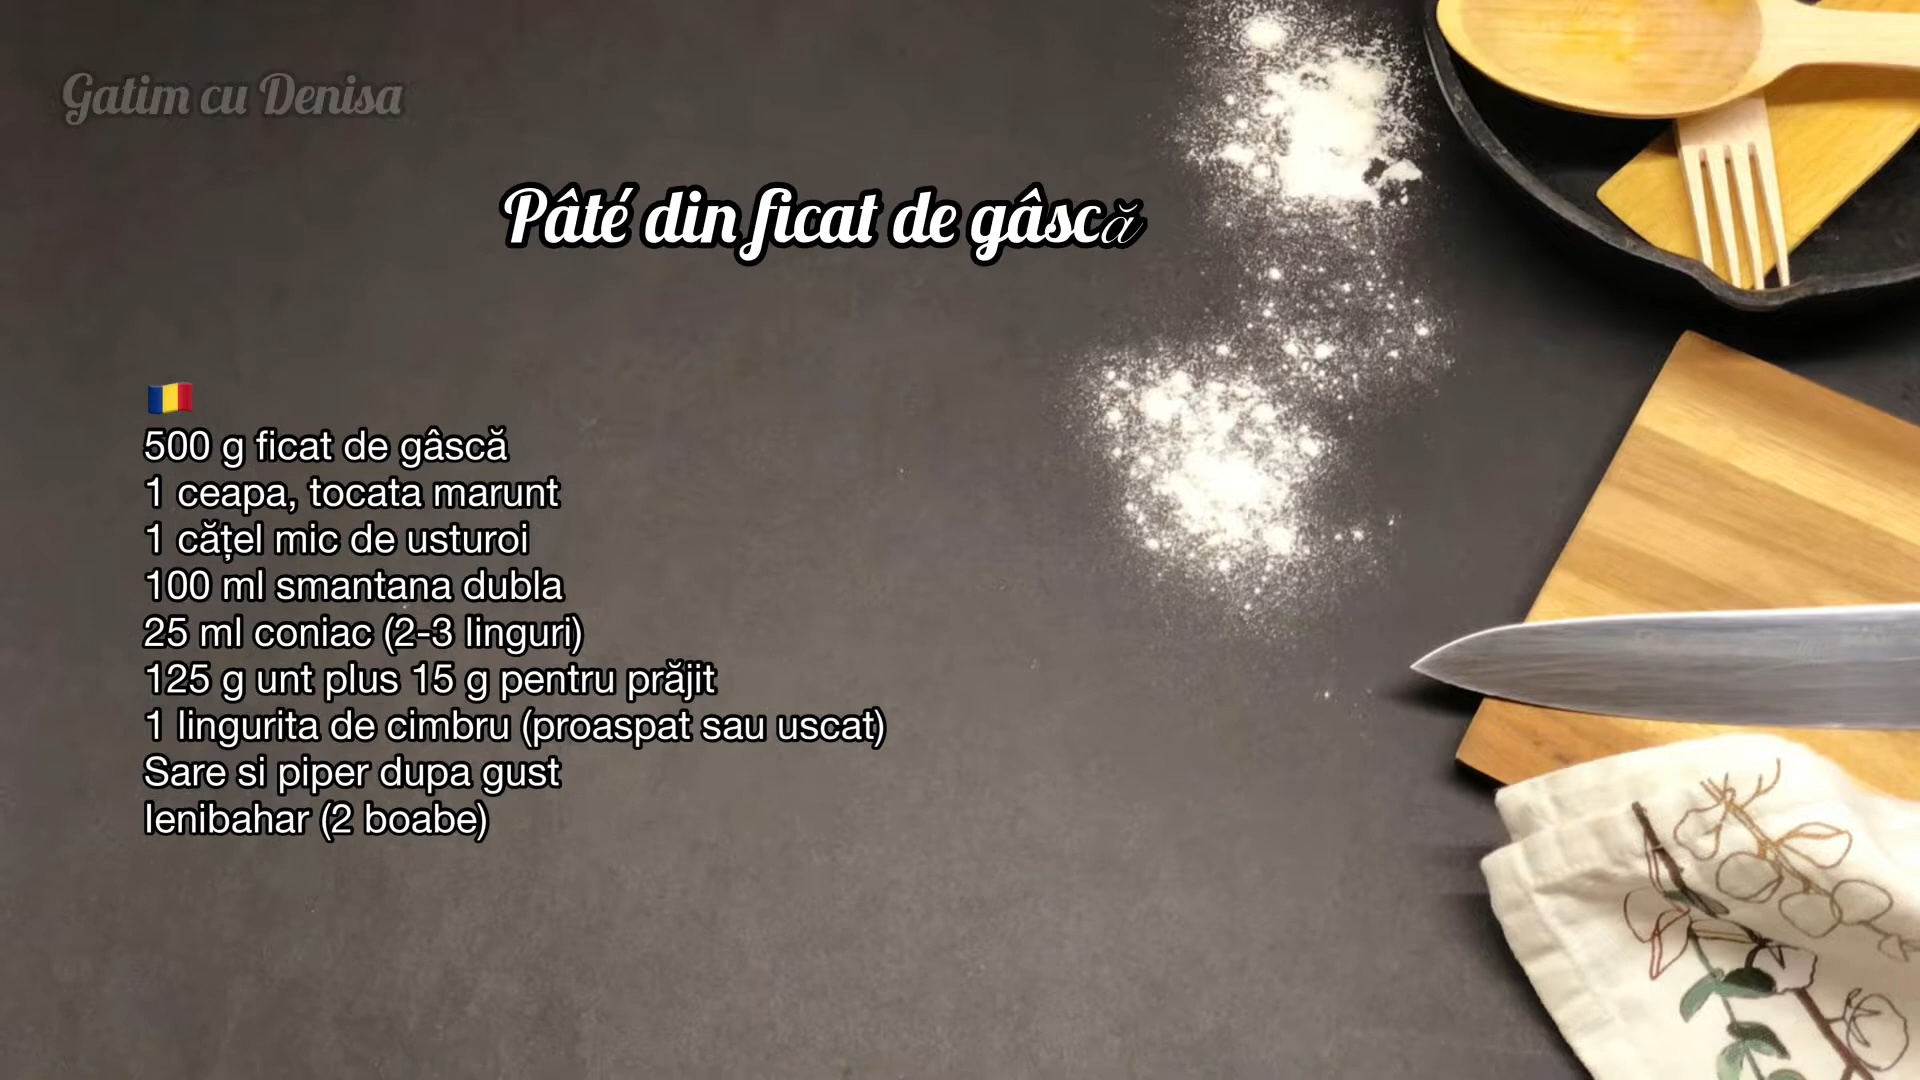 Gatim cu Denisa
Pâté din ficat de gâscă
500 g ficat de gâscă
1 ceapa, tocata marunt
1 cățel mic de usturoi
100 ml smantana dubla
25 ml coniac (2-3 linguri)
125 g unt plus 15 g pentru prăjit
1 lingurita de cimbru (proaspat sau uscat)
Sare si piper dupa gust
Ienibahar (2 boabe)